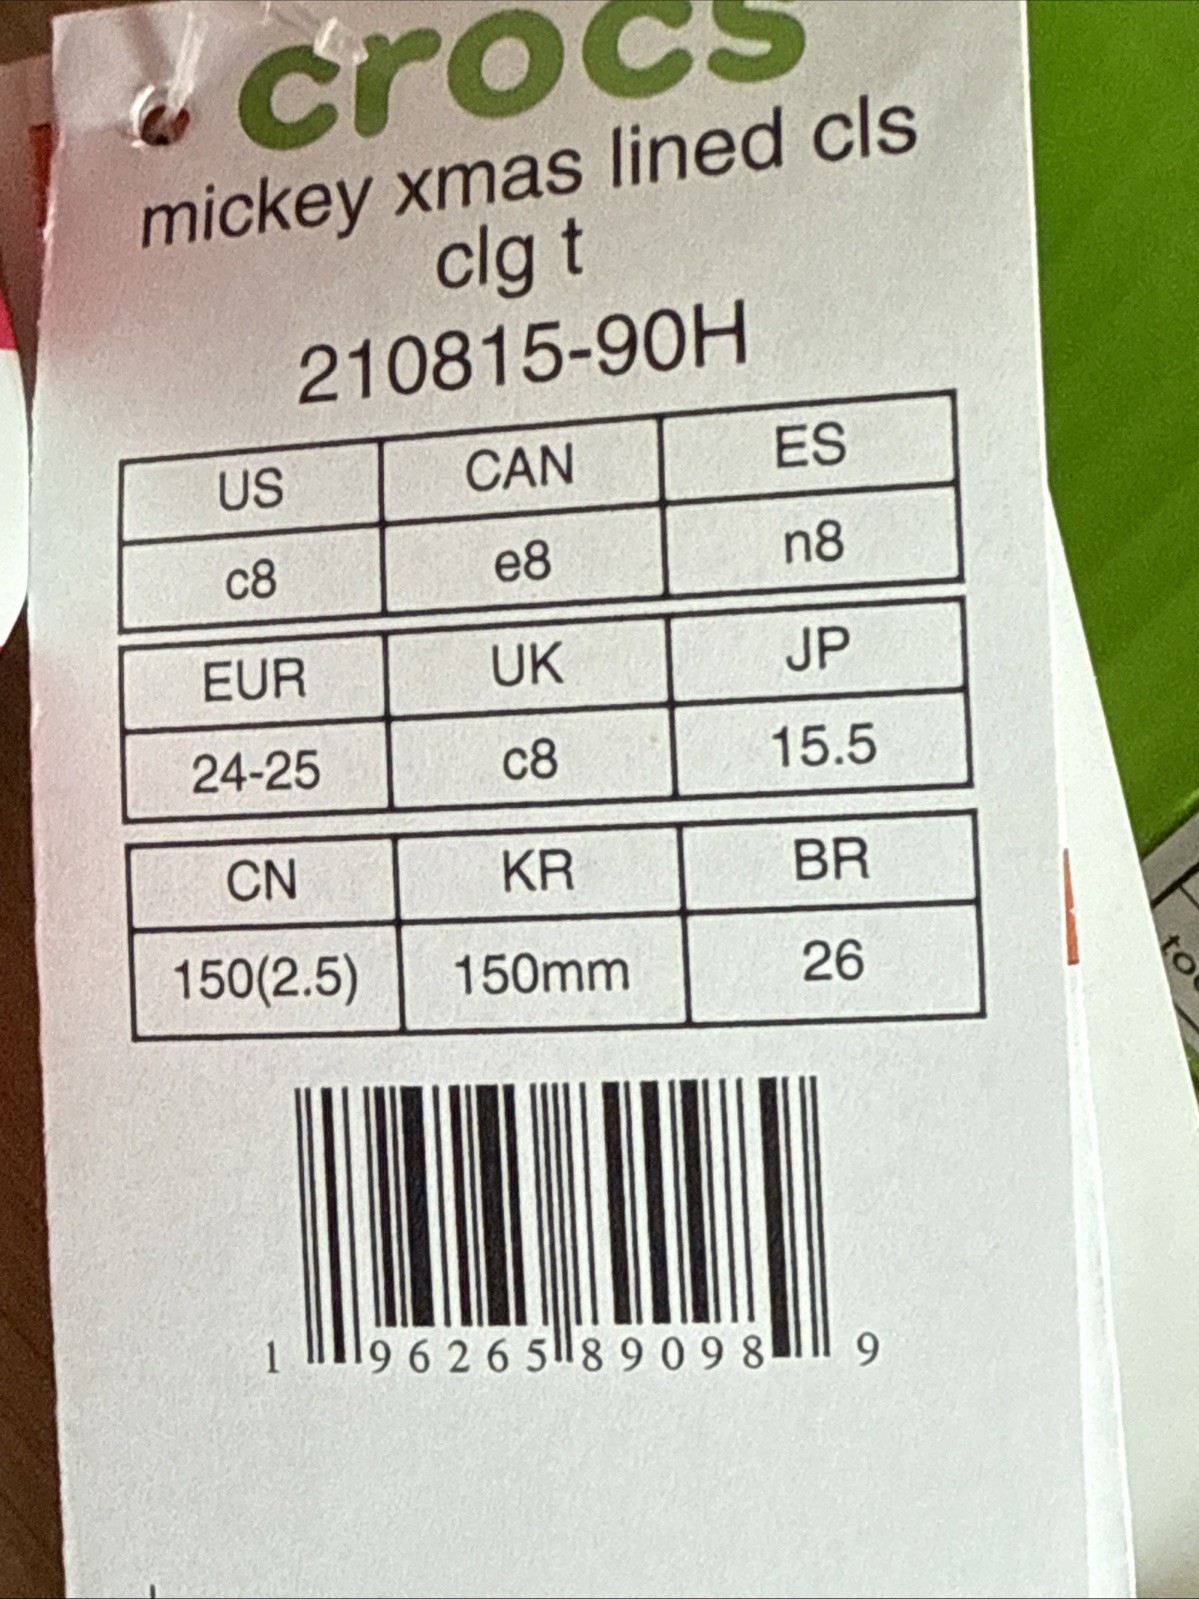 crocs
mickey xmas lined cls
clg t
210815-90H
US CAN ES
c8 e8 n8
EUR UK JP
24-25 c8 15.5
CN KR BR
150(2.5) 150mm 26
1 96265 89098 9
to